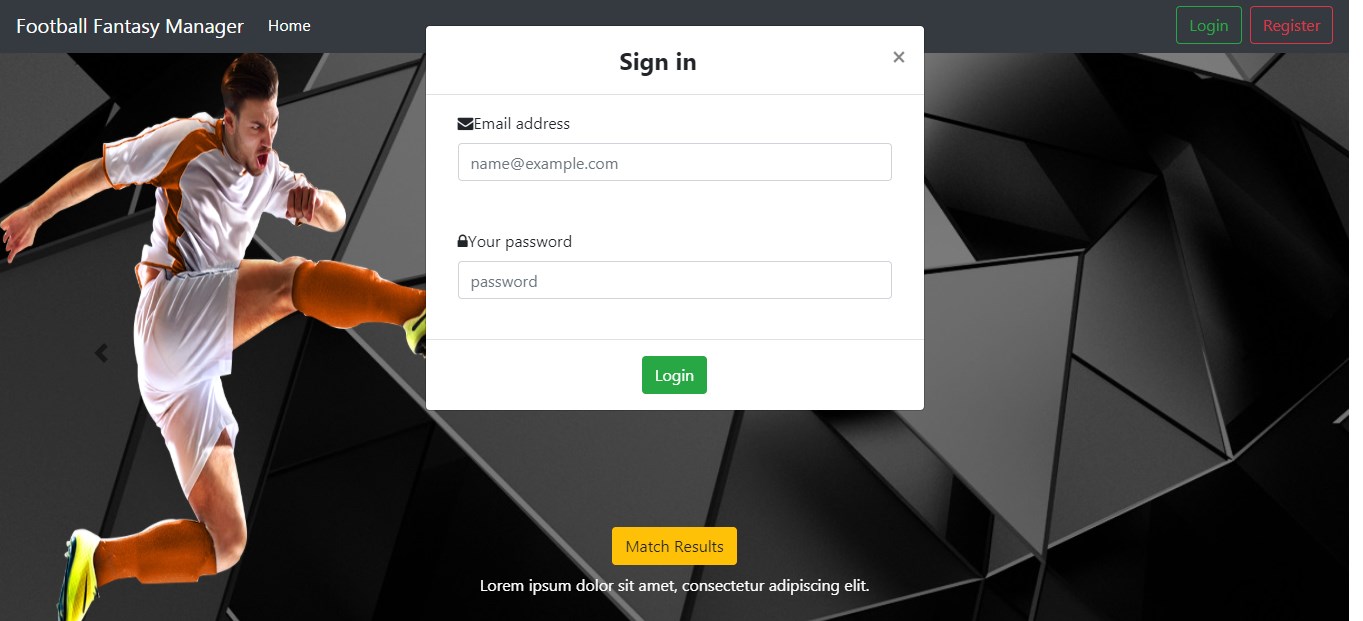 Football Fantasy Manager Home Login Register
Sign in ×
Email address
name@example.com
Your password
password
Login
Match Results
Lorem ipsum dolor sit amet, consectetur adipiscing elit.